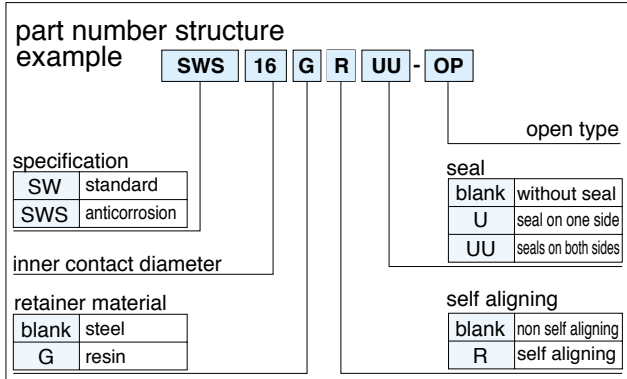 part number structure
example SWS 16 G R UU - OP
open type
specification
SW standard
SWS anticorrosion
inner contact diameter
retainer material
blank steel
G resin
seal
blank without seal
U seal on one side
UU seals on both sides
self aligning
blank non self aligning
R self aligning